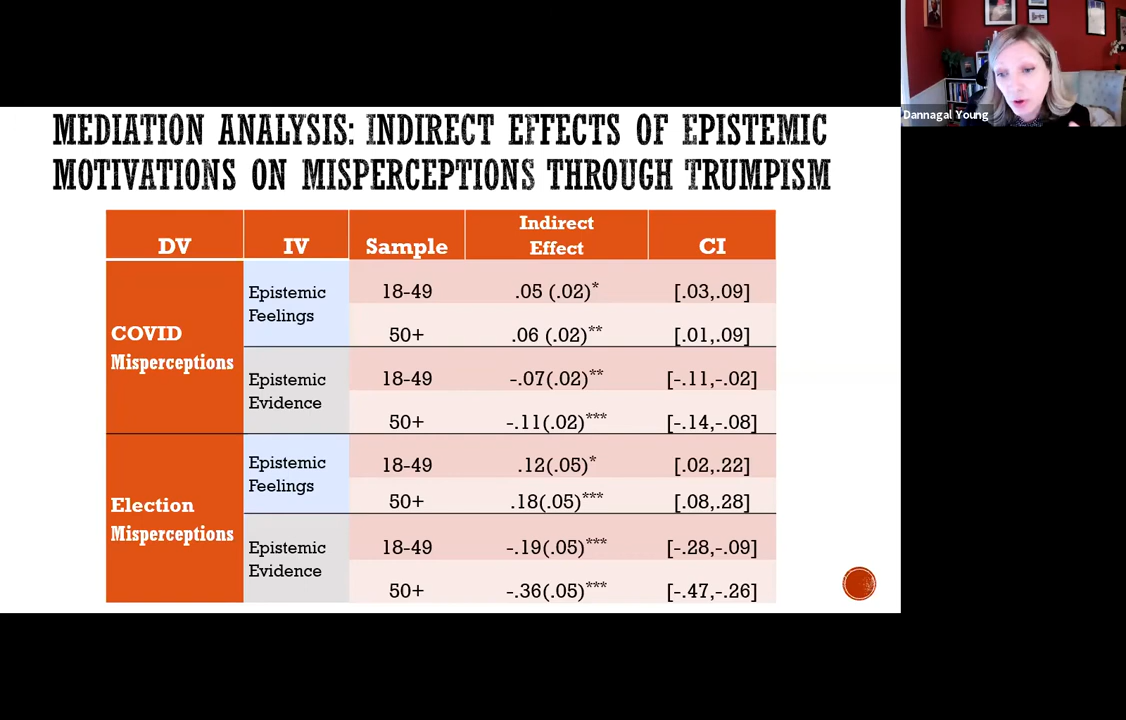 Dannagal Young
MEDIATION ANALYSIS: INDIRECT EFFECTS OF EPISTEMIC
MOTIVATIONS ON MISPERCEPTIONS THROUGH TRUMPISM
DV IV Sample Indirect Effect CI
COVID Misperceptions Epistemic Feelings 18-49 .05 (.02)* [.03,.09]
50+ .06 (.02)** [.01,.09]
Epistemic Evidence 18-49 -.07(.02)** [-.11,-.02]
50+ -.11(.02)*** [-.14,-.08]
Election Misperceptions Epistemic Feelings 18-49 .12(.05)* [.02,.22]
50+ .18(.05)*** [.08,.28]
Epistemic Evidence 18-49 -.19(.05)*** [-.28,-.09]
50+ -.36(.05)*** [-.47,-.26]